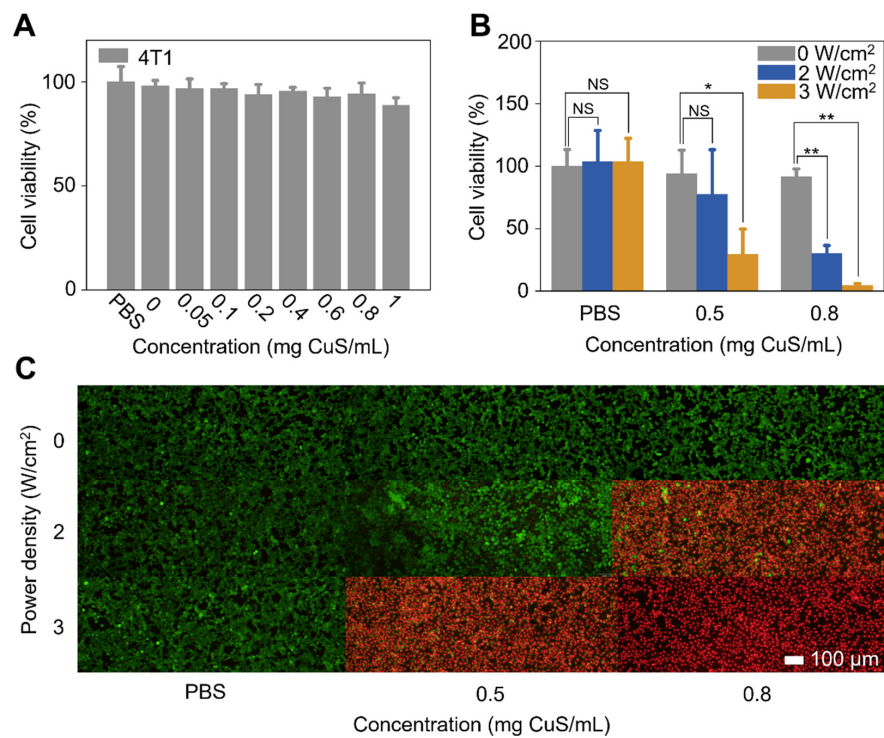 A
4T1
100
50
0
Cell viability (%)
PBS
0
0.05
0.1
0.2
0.4
0.6
0.8
1
Concentration (mg CuS/mL)
B
0 W/cm²
2 W/cm²
3 W/cm²
200
150
100
50
0
Cell viability (%)
NS
NS
*
NS
**
**
PBS
0.5
0.8
Concentration (mg CuS/mL)
C
Power density (W/cm²)
0
2
3
100 µm
PBS
0.5
0.8
Concentration (mg CuS/mL)